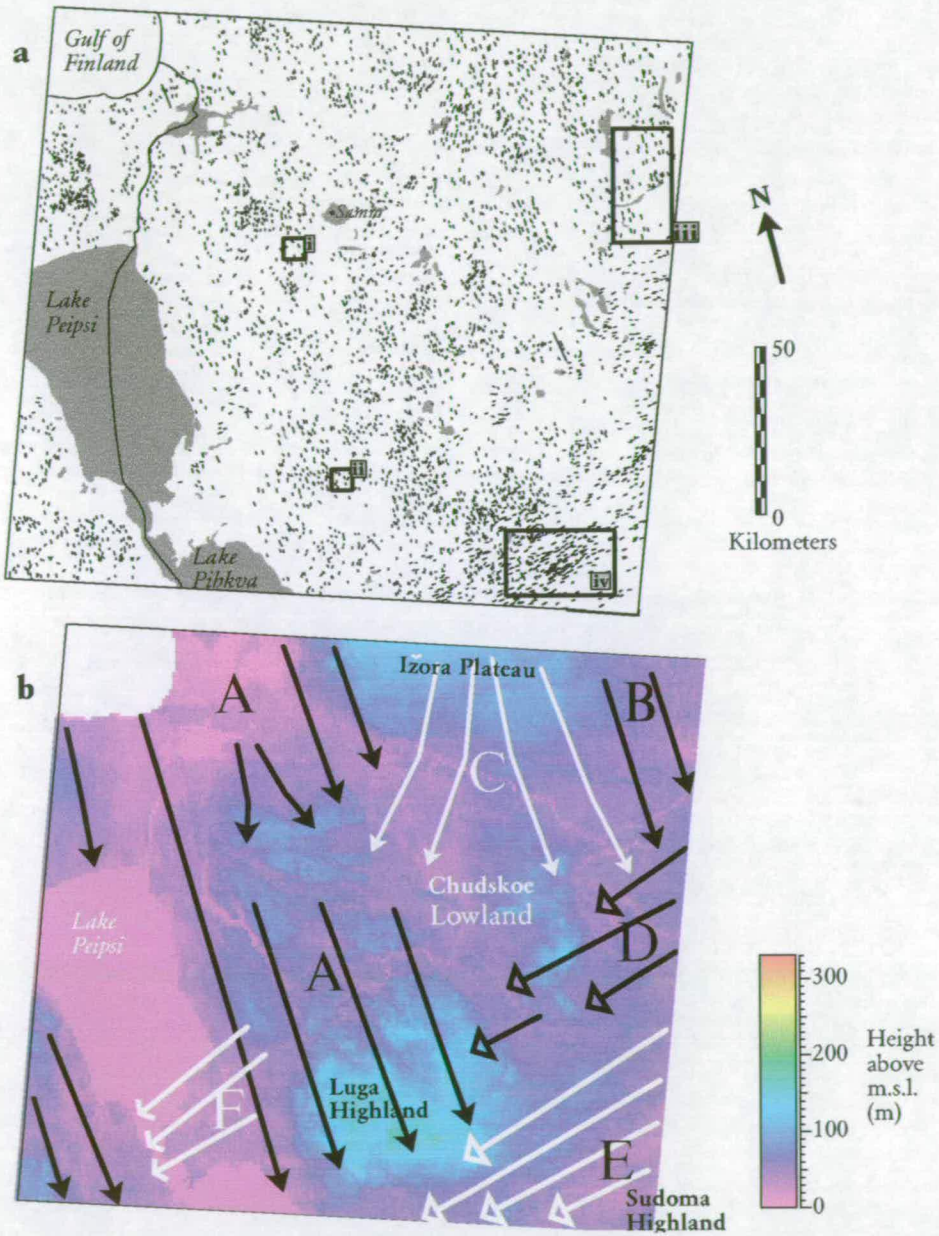 a
Gulf of
Finland
Samra
i
Lake
Peipsi
iii
N
50
0
Kilometers
ii
Lake
Pihkva
iv
b
Izora Plateau
A
B
C
Chudskoe
Lowland
Lake
Peipsi
A
D
300
200
100
0
Height
above
m.s.l.
(m)
Luga
Highland
F
E
Sudoma
Highland